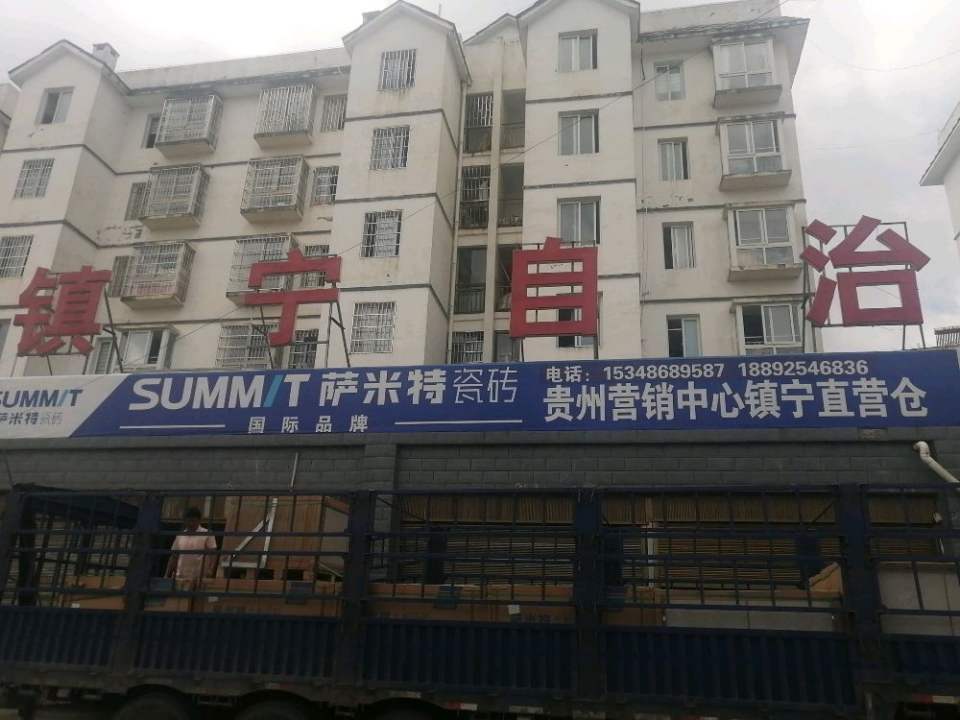 镇宁自治
SUMMIT
萨米特瓷砖
SUMMIT 萨米特瓷砖
国际品牌
电话：15348689587 18892546836
贵州营销中心镇宁直营仓